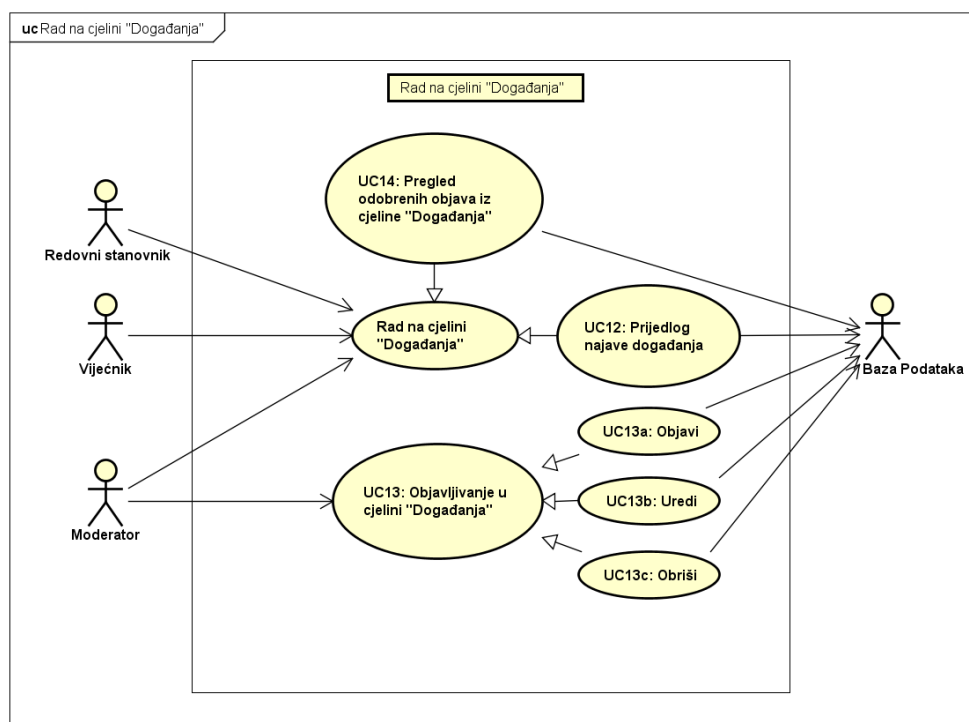 uc Rad na cjelini "Događanja"
Rad na cjelini "Događanja"
UC14: Pregled
odobrenih objava iz
cjeline "Događanja"
Redovni stanovnik
Rad na cjelini
"Događanja"
UC12: Prijedlog
najave događanja
Vijećnik
Baza Podataka
UC13a: Objavi
UC13: Objavljivanje u
cjelini "Događanja"
UC13b: Uredi
Moderator
UC13c: Obriši